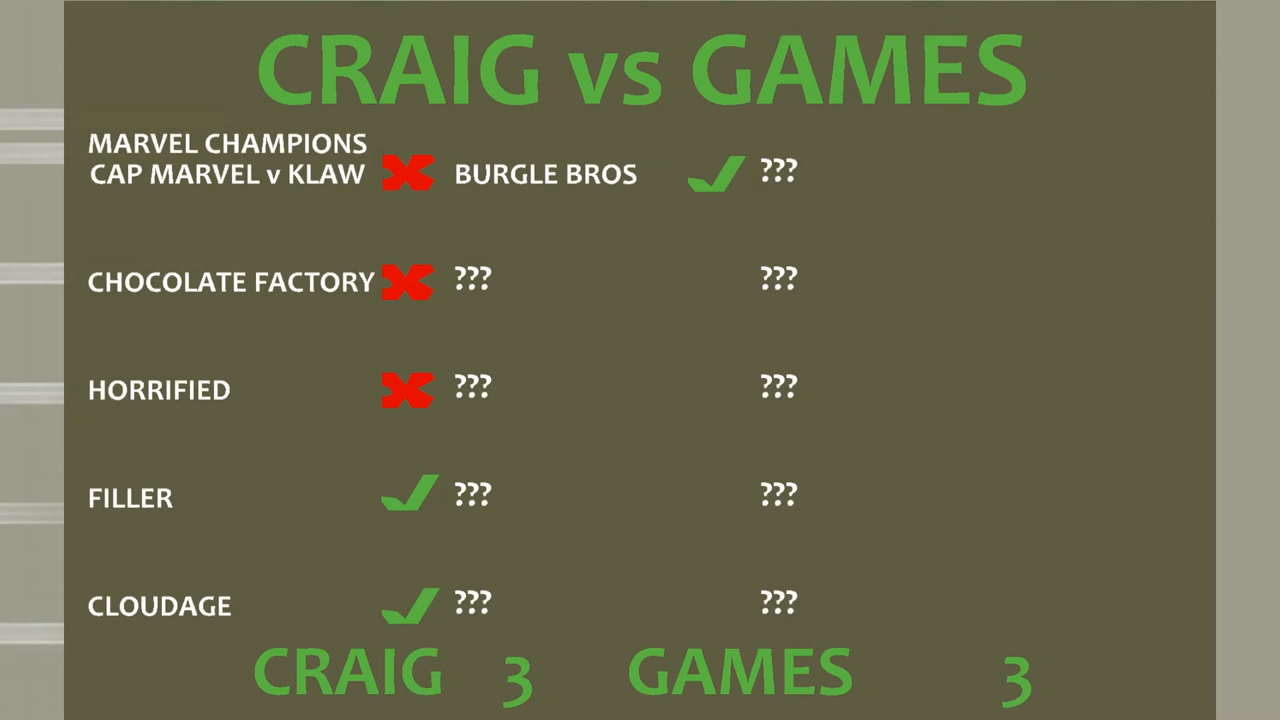 CRAIG vs GAMES
MARVEL CHAMPIONS
CAP MARVEL v KLAW
BURGLE BROS
???
CHOCOLATE FACTORY
???
???
HORRIFIED
???
???
FILLER
???
???
CLOUDAGE
???
???
CRAIG 3 GAMES 3